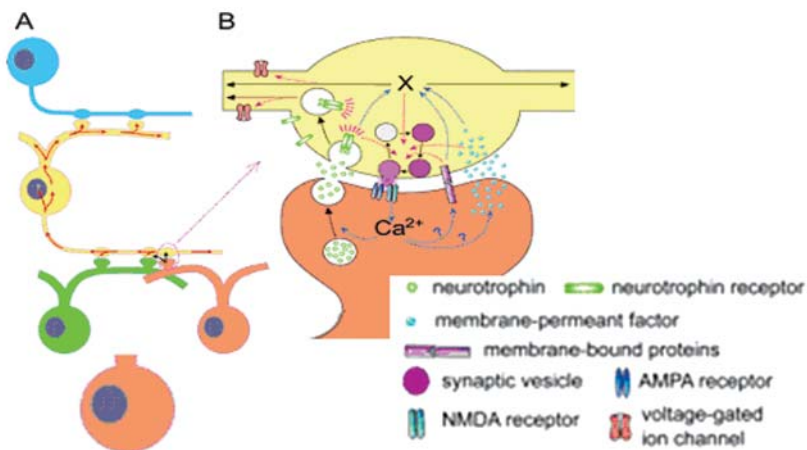 A
B
X
Ca2+
? ?
neurotrophin
neurotrophin receptor
membrane-permeant factor
membrane-bound proteins
synaptic vesicle
AMPA receptor
NMDA receptor
voltage-gated
ion channel